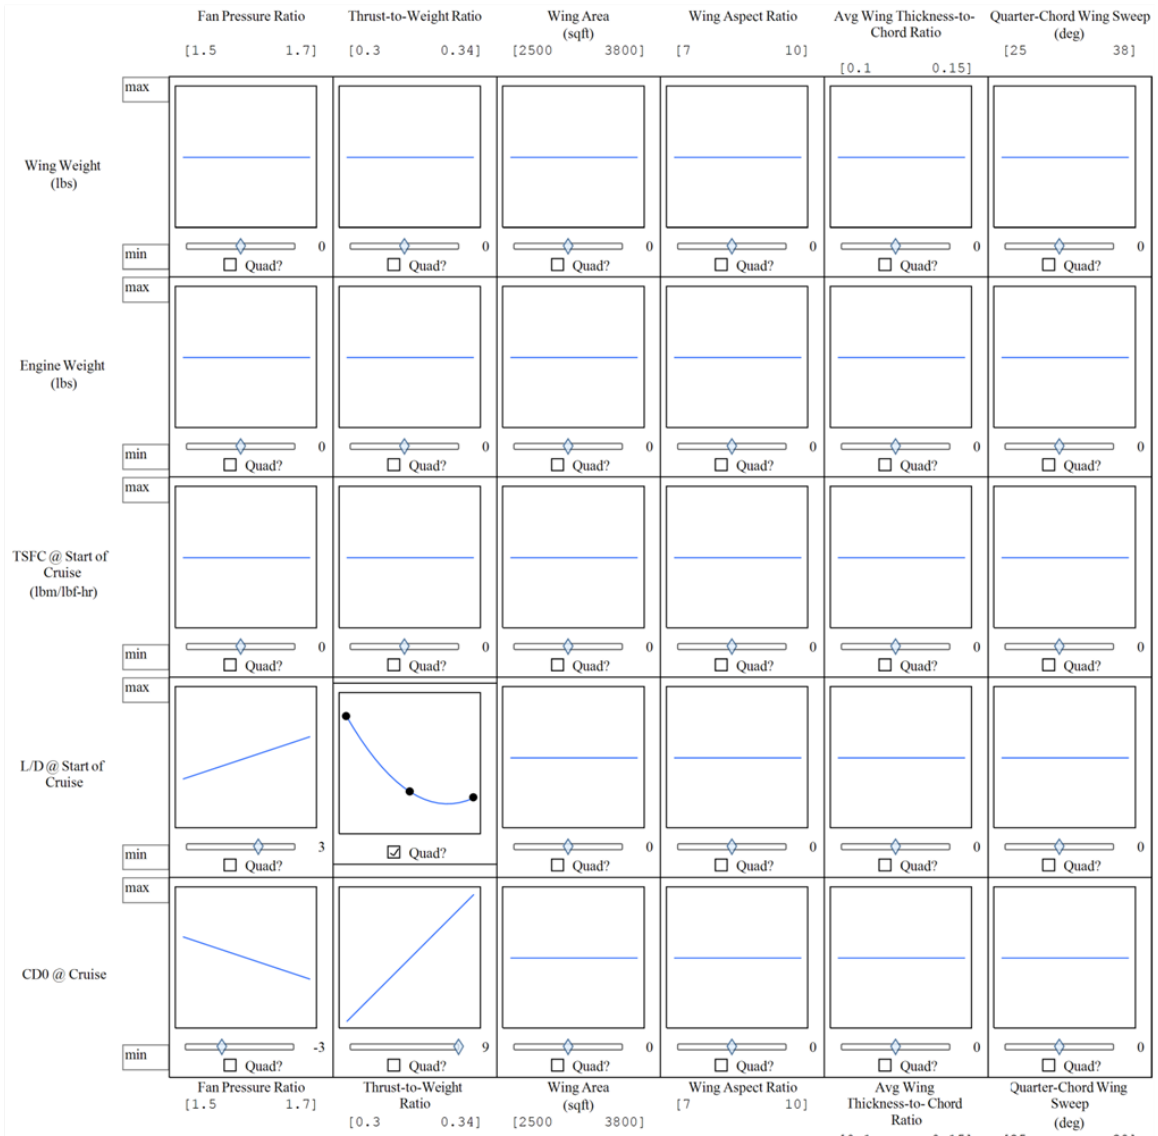 Fan Pressure Ratio Thrust-to-Weight Ratio Wing Area Wing Aspect Ratio Avg Wing Thickness-to- Quarter-Chord Wing Sweep
(sqft) Chord Ratio (deg)
[1.5 1.7] [0.3 0.34] [2500 3800] [7 10] [25 38]
[0.1 0.15]
max
Wing Weight
(lbs)
min
0 0 0 0 0 0
Quad? Quad? Quad? Quad? Quad? Quad?
max
Engine Weight
(lbs)
min
0 0 0 0 0 0
Quad? Quad? Quad? Quad? Quad? Quad?
max
TSFC @ Start of
Cruise
(lbm/lbf-hr)
min
0 0 0 0 0 0
Quad? Quad? Quad? Quad? Quad? Quad?
max
L/D @ Start of
Cruise
min
3 0 0 0 0
Quad? Quad? Quad? Quad? Quad? Quad?
max
CD0 @ Cruise
min
-3 9 0 0 0 0
Quad? Quad? Quad? Quad? Quad? Quad?
Fan Pressure Ratio Thrust-to-Weight Wing Area Wing Aspect Ratio Avg Wing Quarter-Chord Wing
[1.5 1.7] Ratio (sqft) [7 10] Thickness-to- Chord Sweep
[0.3 0.34] [2500 3800] Ratio (deg)